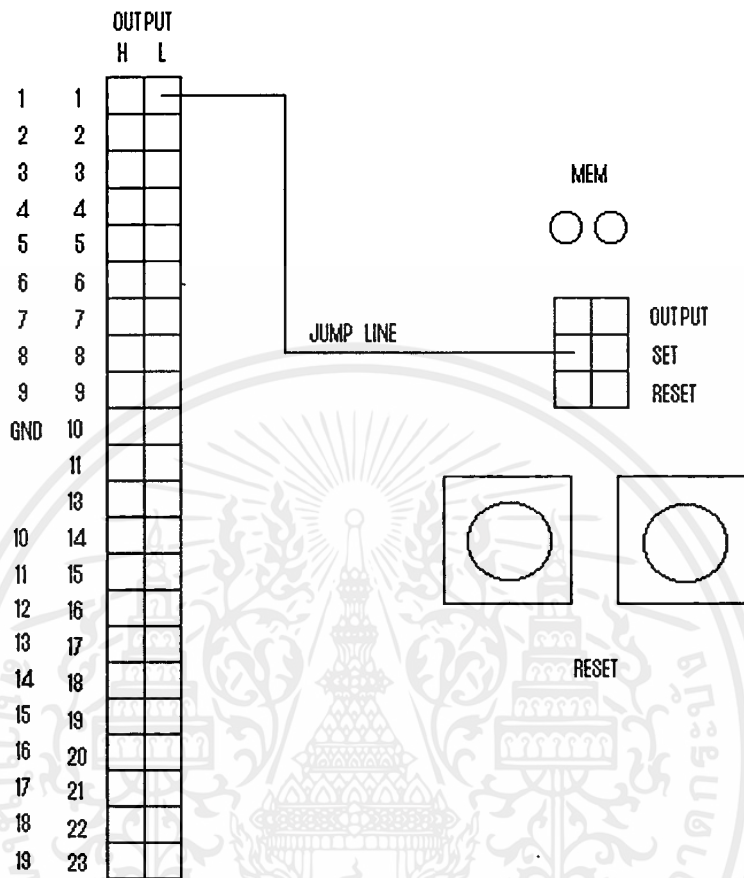 OUTPUT
H L
1 1
2 2
3 3
4 4
5 5
6 6
7 7
8 8
9 9
GND 10
11
13
10 14
11 15
12 16
13 17
14 18
15 19
16 20
17 21
18 22
19 23
JUMP LINE
MEM
OUTPUT
SET
RESET
RESET